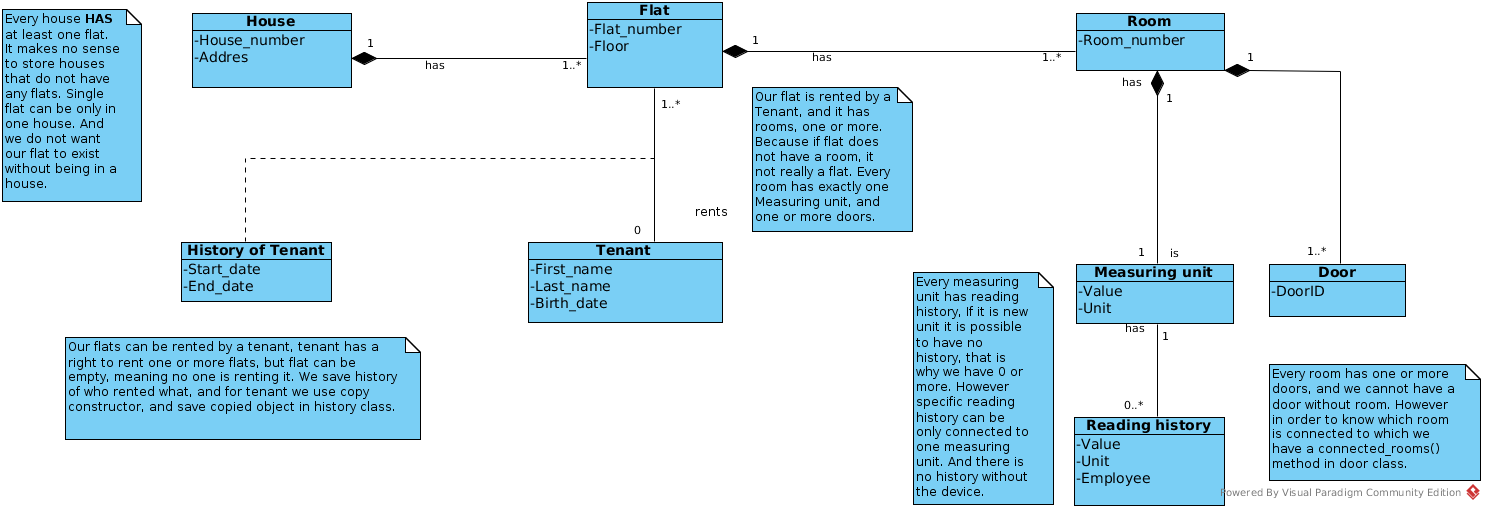 Every house HAS
at least one flat.
It makes no sense
to store houses
that do not have
any flats. Single
flat can be only in
one house. And
we do not want
our flat to exist
without being in a
house.
House
-House_number
-Addres
1
has
1..*
Flat
-Flat_number
-Floor
1
has
1..*
Room
-Room_number
has
1
1
1..*
Our flat is rented by a
Tenant, and it has
rooms, one or more.
Because if flat does
not have a room, it
not really a flat. Every
room has exactly one
Measuring unit, and
one or more doors.
rents
0
History of Tenant
-Start_date
-End_date
Tenant
-First_name
-Last_name
-Birth_date
1
is
1..*
Measuring unit
-Value
-Unit
Door
-DoorID
Every measuring
unit has reading
history, If it is new
unit it is possible
to have no
history, that is
why we have 0 or
more. However
specific reading
history can be
only connected to
one measuring
unit. And there is
no history without
the device.
has
1
0..*
Reading history
-Value
-Unit
-Employee
Our flats can be rented by a tenant, tenant has a
right to rent one or more flats, but flat can be
empty, meaning no one is renting it. We save history
of who rented what, and for tenant we use copy
constructor, and save copied object in history class.
Every room has one or more
doors, and we cannot have a
door without room. However
in order to know which room
is connected to which we
have a connected_rooms()
method in door class.
Powered By Visual Paradigm Community Edition